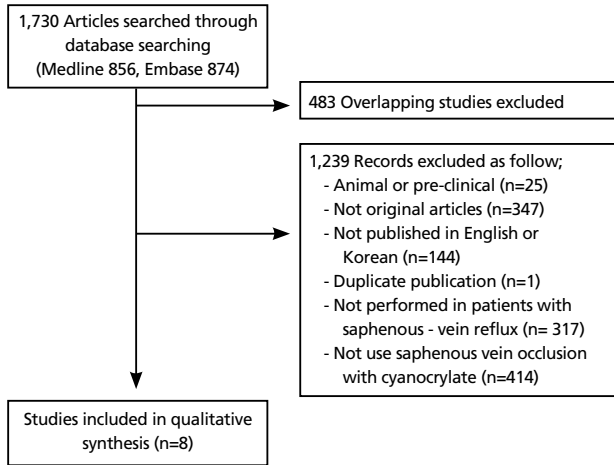 1,730 Articles searched through
database searching
(Medline 856, Embase 874)
483 Overlapping studies excluded
1,239 Records excluded as follow;
- Animal or pre-clinical (n=25)
- Not original articles (n=347)
- Not published in English or
Korean (n=144)
- Duplicate publication (n=1)
- Not performed in patients with
saphenous - vein reflux (n= 317)
- Not use saphenous vein occlusion
with cyanocrylate (n=414)
Studies included in qualitative
synthesis (n=8)